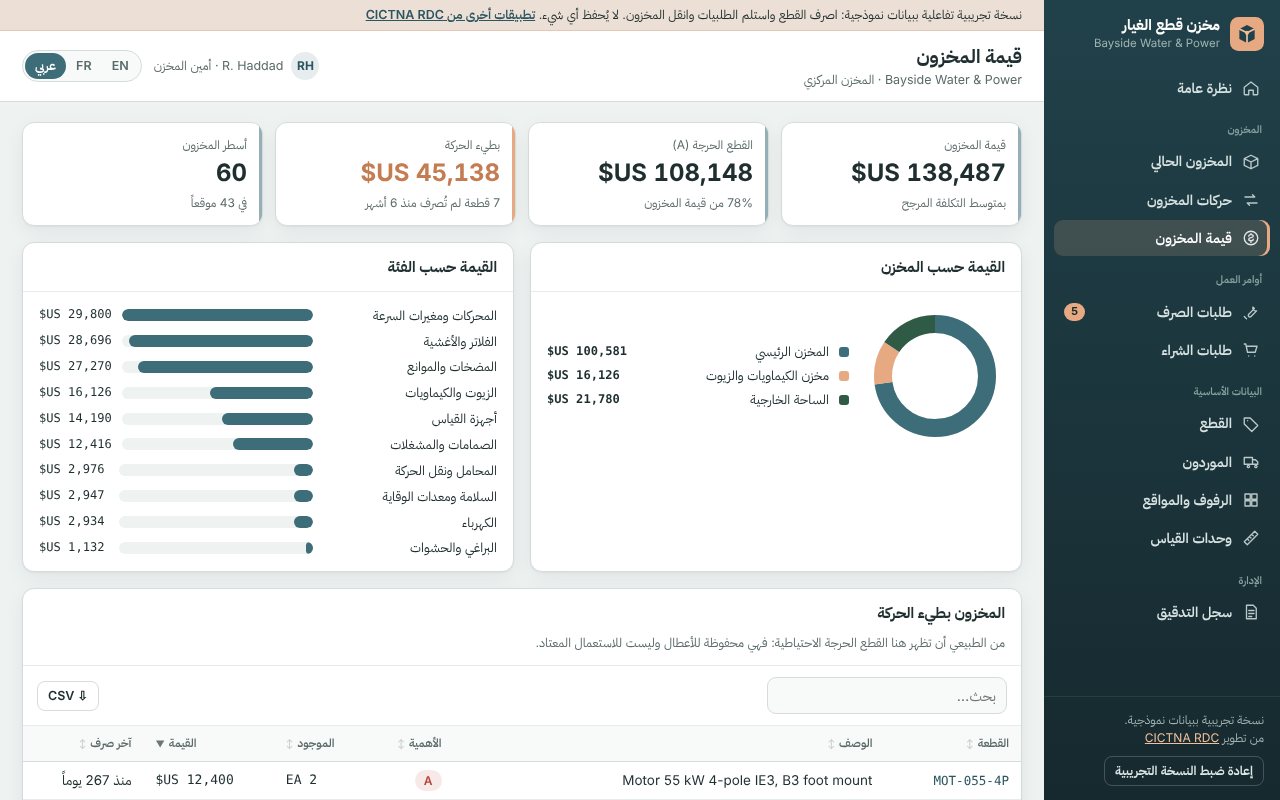 نسخة تجريبية تفاعلية ببيانات نموذجية: اصرف القطع واستلم الطلبيات وانقل المخزون. لا يُحفظ أي شيء. تطبيقات أخرى من CICTNA RDC
مخزن قطع الغيار
Bayside Water & Power
نظرة عامة
المخزون
المخزون الحالي
حركات المخزون
قيمة المخزون
أوامر العمل
طلبات الصرف 5
طلبات الشراء
البيانات الأساسية
القطع
الموردون
الرفوف والمواقع
وحدات القياس
الإدارة
سجل التدقيق
نسخة تجريبية ببيانات نموذجية.
من تطوير CICTNA RDC
إعادة ضبط النسخة التجريبية
قيمة المخزون
Bayside Water & Power · المخزن المركزي
RH R. Haddad · أمين المخزن
EN FR عربي
قيمة المخزون
$US 138,487
بمتوسط التكلفة المرجح
القطع الحرجة (A)
$US 108,148
78% من قيمة المخزون
بطيء الحركة
$US 45,138
7 قطعة لم تُصرف منذ 6 أشهر
أسطر المخزون
60
في 43 موقعاً
القيمة حسب المخزن
المخزن الرئيسي $US 100,581
مخزن الكيماويات والزيوت $US 16,126
الساحة الخارجية $US 21,780
القيمة حسب الفئة
المحركات ومغيرات السرعة $US 29,800
الفلاتر والأغشية $US 28,696
المضخات والموانع $US 27,270
الزيوت والكيماويات $US 16,126
أجهزة القياس $US 14,190
الصمامات والمشغلات $US 12,416
المحامل ونقل الحركة $US 2,976
السلامة ومعدات الوقاية $US 2,947
الكهرباء $US 2,934
البراغي والحشوات $US 1,132
المخزون بطيء الحركة
من الطبيعي أن تظهر هنا القطع الحرجة الاحتياطية: فهي محفوظة للأعطال وليست للاستعمال المعتاد.
بحث...
CSV ⇩
القطعة ↕ الوصف ↕ الأهمية ↕ الموجود ↕ القيمة ▼ آخر صرف ↕
MOT-055-4P Motor 55 kW 4-pole IE3, B3 foot mount A EA 2 $US 12,400 منذ 267 يوماً